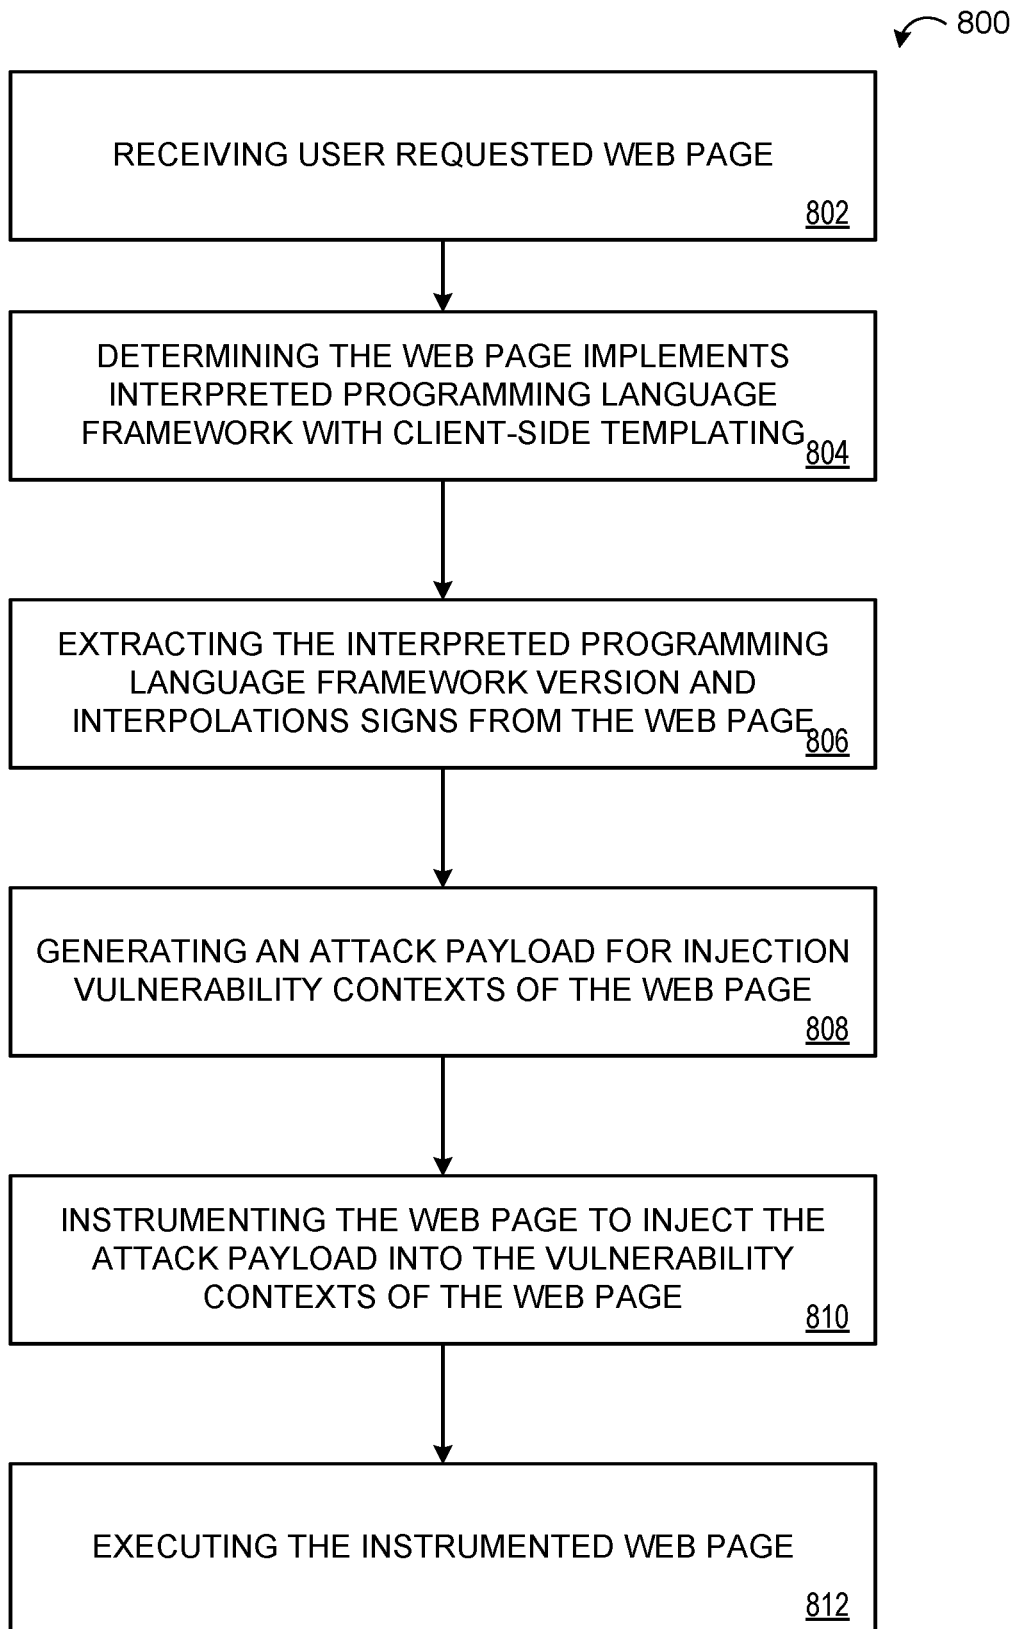 800
RECEIVING USER REQUESTED WEB PAGE
802
DETERMINING THE WEB PAGE IMPLEMENTS
INTERPRETED PROGRAMMING LANGUAGE
FRAMEWORK WITH CLIENT-SIDE TEMPLATING
804
EXTRACTING THE INTERPRETED PROGRAMMING
LANGUAGE FRAMEWORK VERSION AND
INTERPOLATIONS SIGNS FROM THE WEB PAGE
806
GENERATING AN ATTACK PAYLOAD FOR INJECTION
VULNERABILITY CONTEXTS OF THE WEB PAGE
808
INSTRUMENTING THE WEB PAGE TO INJECT THE
ATTACK PAYLOAD INTO THE VULNERABILITY
CONTEXTS OF THE WEB PAGE
810
EXECUTING THE INSTRUMENTED WEB PAGE
812